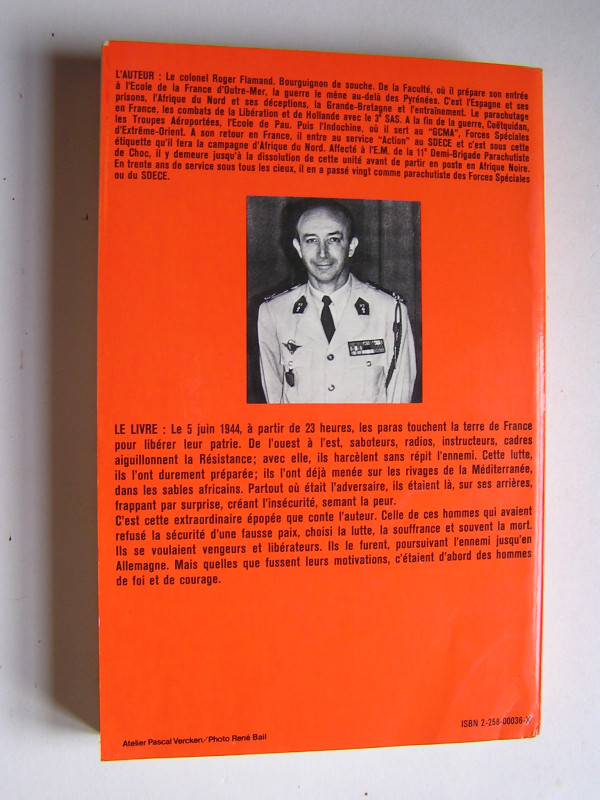 L'AUTEUR : Le colonel Roger Flamand. Bourguignon de souche. De la Faculté, où il prépare son entrée
à l'Ecole de la France d'Outre-Mer, la guerre le mène au-delà des Pyrénées. C'est l'Espagne et ses
prisons, l'Afrique du Nord et ses déceptions, la Grande-Bretagne et l'entraînement. Le parachutage
en France, les combats de la Libération et de Hollande avec le 3e SAS. A la fin de la guerre, Coëtquidan,
les Troupes Aéroportées, l'Ecole de Pau. Puis l'Indochine, où il sert au "GCMA", Forces Spéciales
d'Extrême-Orient. A son retour en France, il entre au service "Action" au SDECE et c'est sous cette
étiquette qu'il fera la campagne d'Afrique du Nord. Affecté à l'E.M. de la 11e Demi-Brigade Parachutiste
de Choc, il y demeure jusqu'à la dissolution de cette unité avant de partir en poste en Afrique Noire.
En trente ans de service sous tous les cieux, il en a passé vingt comme parachutiste des Forces Spéciales
ou du SDECE.
LE LIVRE : Le 5 juin 1944, à partir de 23 heures, les paras touchent la terre de France
pour libérer leur patrie. De l'ouest à l'est, saboteurs, radios, instructeurs, cadres
aiguillonnent la Résistance; avec elle, ils harcèlent sans répit l'ennemi. Cette lutte,
ils l'ont durement préparée; ils l'ont déjà menée sur les rivages de la Méditerranée,
dans les sables africains. Partout où était l'adversaire, ils étaient là, sur ses arrières,
frappant par surprise, créant l'insécurité, semant la peur.
C'est cette extraordinaire épopée que conte l'auteur. Celle de ces hommes qui avaient
refusé la sécurité d'une fausse paix, choisi la lutte, la souffrance et souvent la mort.
Ils se voulaient vengeurs et libérateurs. Ils le furent, poursuivant l'ennemi jusqu'en
Allemagne. Mais quelles que fussent leurs motivations, c'étaient d'abord des hommes
de foi et de courage.
ISBN 2-258-00036-X
Atelier Pascal Vercken/Photo René Bail